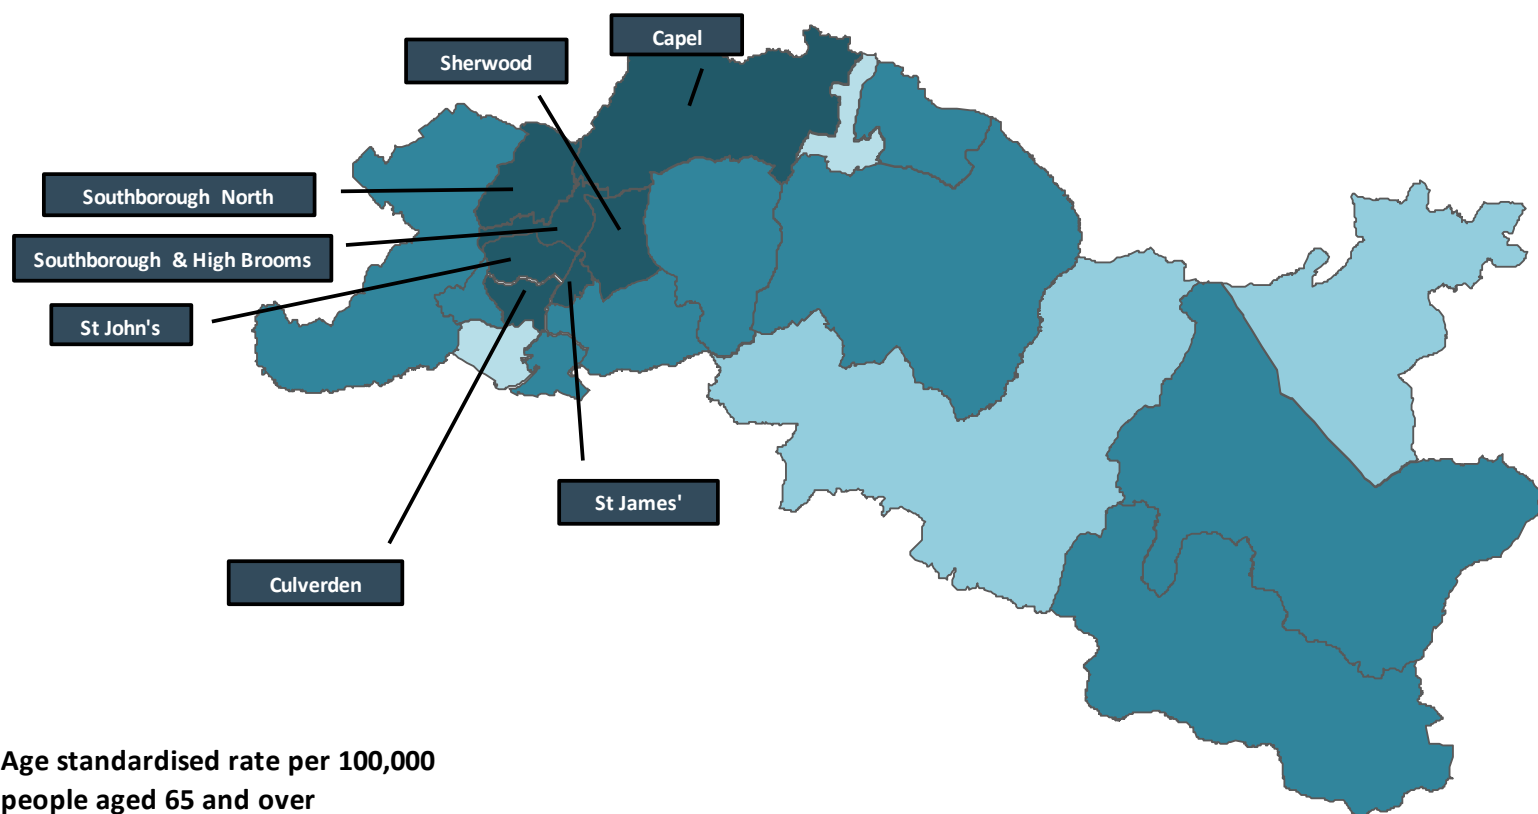 Capel
Sherwood
Southborough North
Southborough & High Brooms
St John's
St James'
Culverden
Age standardised rate per 100,000
people aged 65 and over